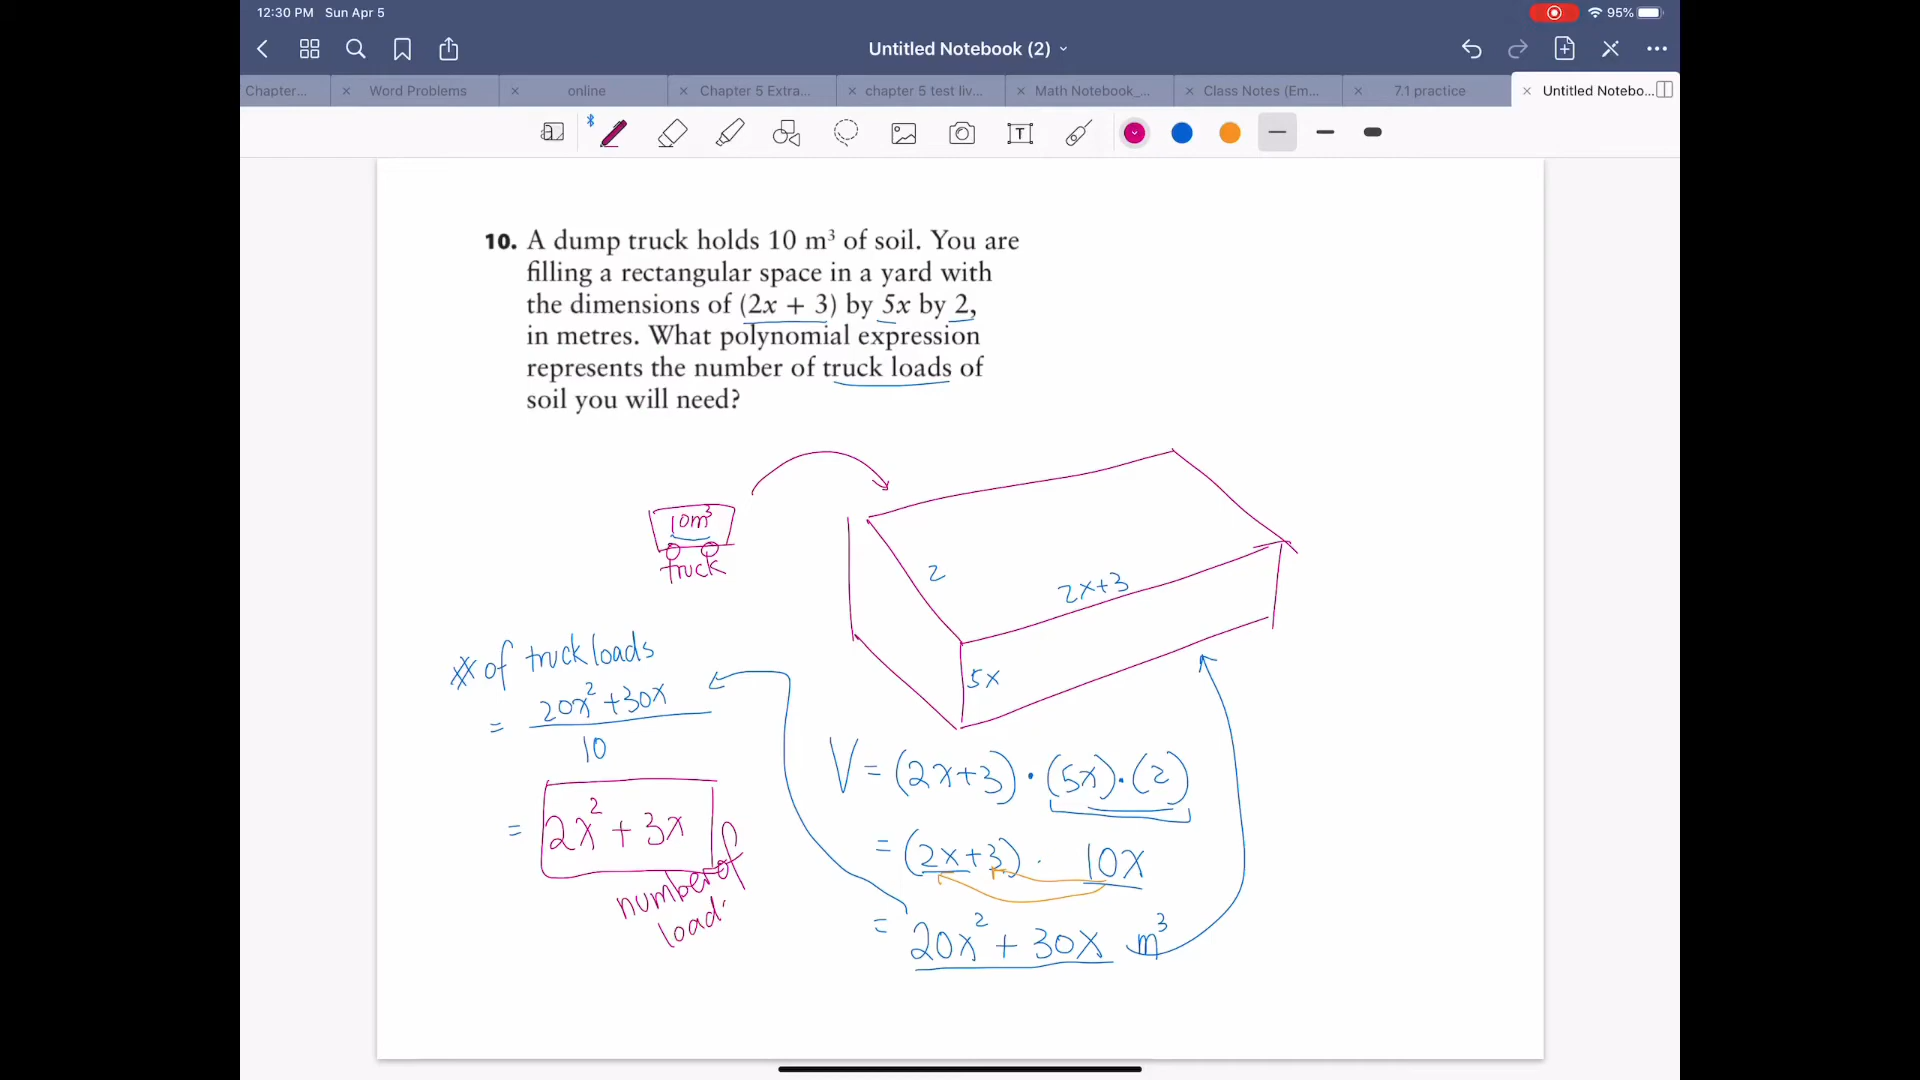 12:30 PM Sun Apr 5
95%
Untitled Notebook (2)
Chapter...
Word Problems
online
Chapter 5 Extra...
chapter 5 test liv...
Math Notebook_...
Class Notes (Em...
7.1 practice
Untitled Notebo...
T
10. A dump truck holds 10 m³ of soil. You are
filling a rectangular space in a yard with
the dimensions of (2x + 3) by 5x by 2,
in metres. What polynomial expression
represents the number of truck loads of
soil you will need?
10m³
truck
2
2x+3
5x
# of truck loads
= 20x² + 30x
10
= 2x² + 3x
number of
load
V = (2x+3) · (5x) · (2)
= (2x+3) · 10x
= 20x² + 30x m³